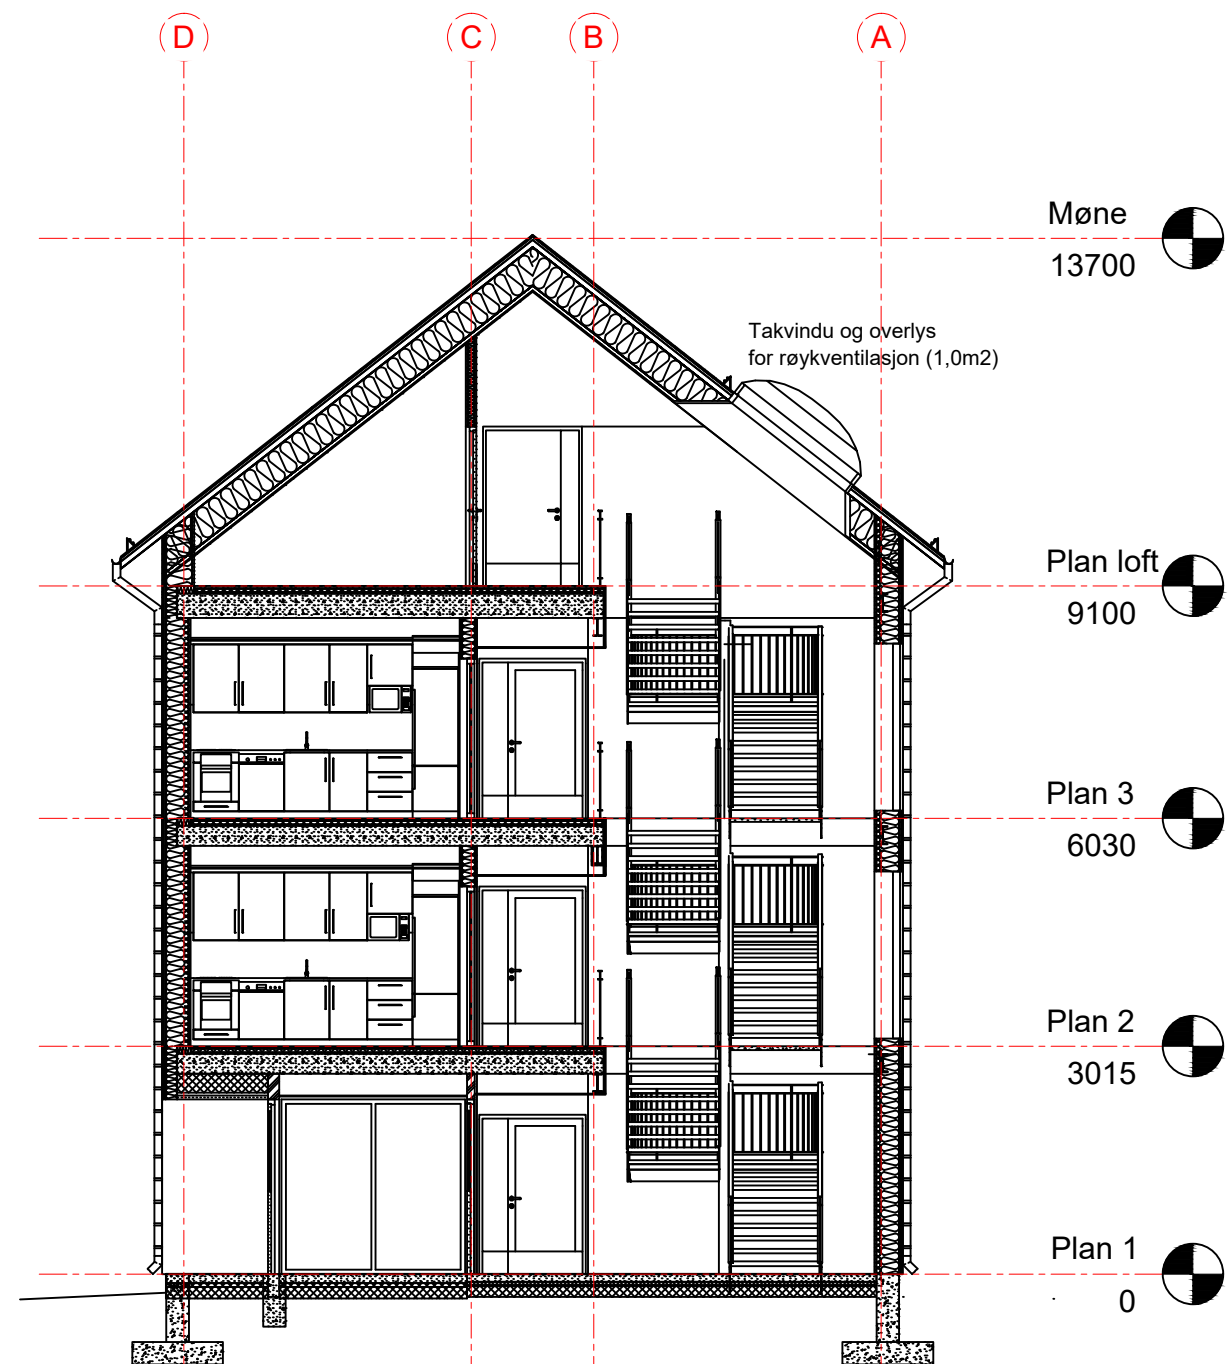 D C B A
Møne
13700
Takvindu og overlys
for røykventilasjon (1,0m2)
Plan loft
9100
Plan 3
6030
Plan 2
3015
Plan 1
0